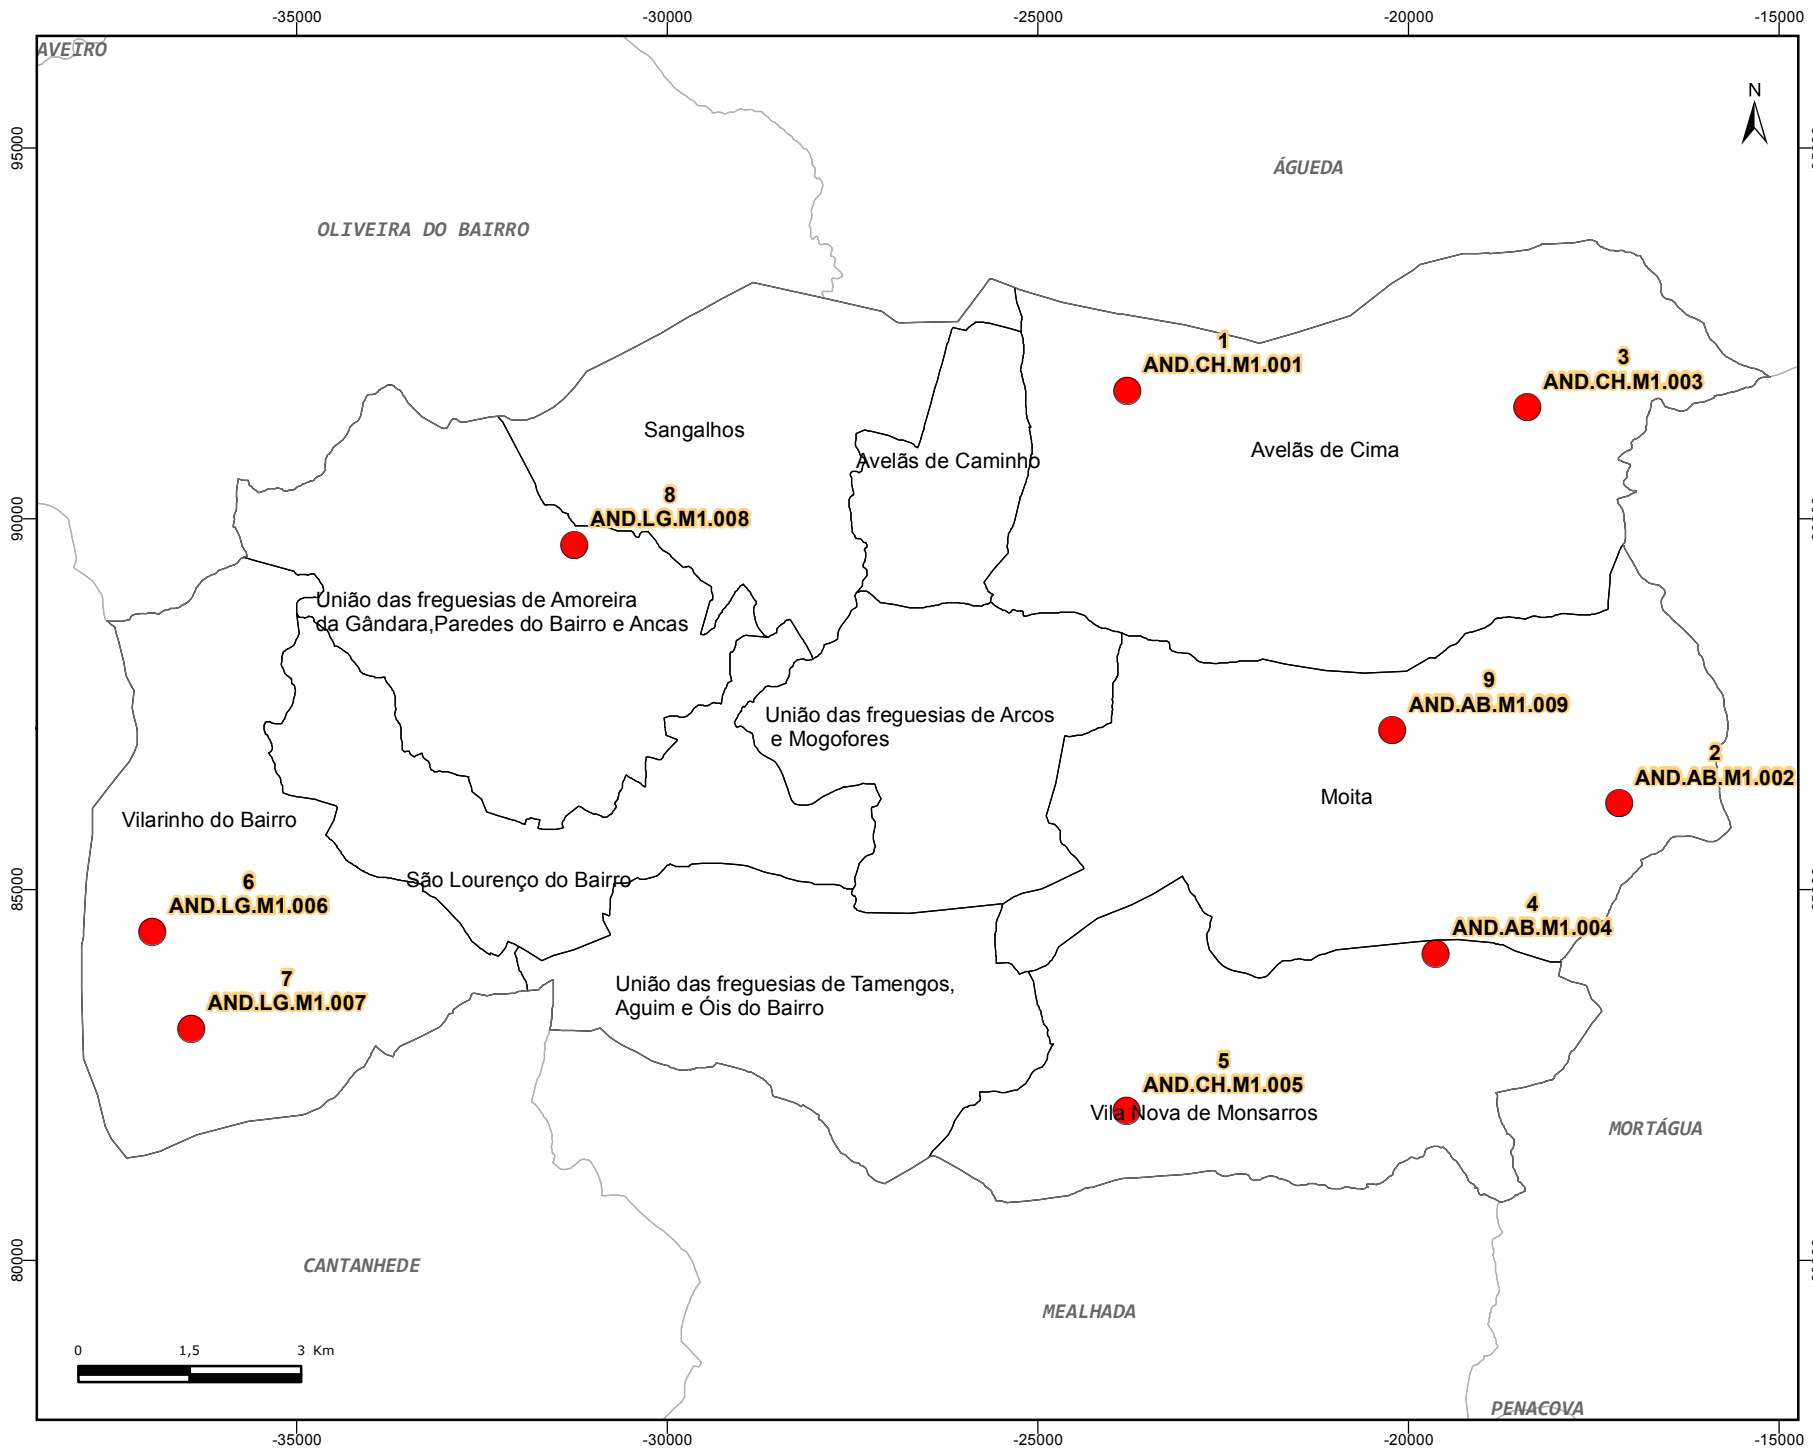 -35000
-30000
-25000
-20000
-15000
AVEIRO
N
95000
ÁGUEDA
OLIVEIRA DO BAIRRO
1
AND.CH.M1.001
3
AND.CH.M1.003
Sangalhos
Avelãs de Caminho
Avelãs de Cima
8
AND.LG.M1.008
90000
União das freguesias de Amoreira
da Gândara,Paredes do Bairro e Ancas
9
AND.AB.M1.009
União das freguesias de Arcos
e Mogofores
2
AND.AB.M1.002
Moita
Vilarinho do Bairro
São Lourenço do Bairro
85000
6
AND.LG.M1.006
4
AND.AB.M1.004
7
AND.LG.M1.007
União das freguesias de Tamengos,
Aguim e Óis do Bairro
5
AND.CH.M1.005
Vila Nova de Monsarros
MORTÁGUA
80000
CANTANHEDE
MEALHADA
0 1,5 3 Km
PENACOVA
-35000
-30000
-25000
-20000
-15000